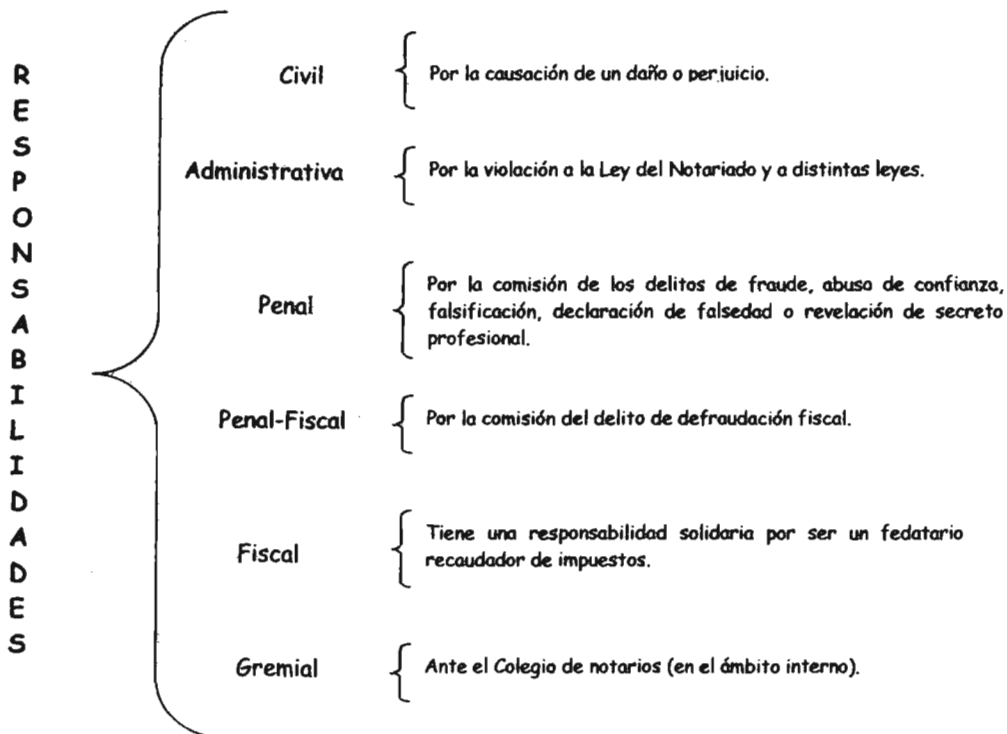 RESPONSABILIDADES
Civil
Por la causación de un daño o perjuicio.
Administrativa
Por la violación a la Ley del Notariado y a distintas leyes.
Penal
Por la comisión de los delitos de fraude, abuso de confianza,
falsificación, declaración de falsedad o revelación de secreto
profesional.
Penal-Fiscal
Por la comisión del delito de defraudación fiscal.
Fiscal
Tiene una responsabilidad solidaria por ser un fedatario
recaudador de impuestos.
Gremial
Ante el Colegio de notarios (en el ámbito interno).